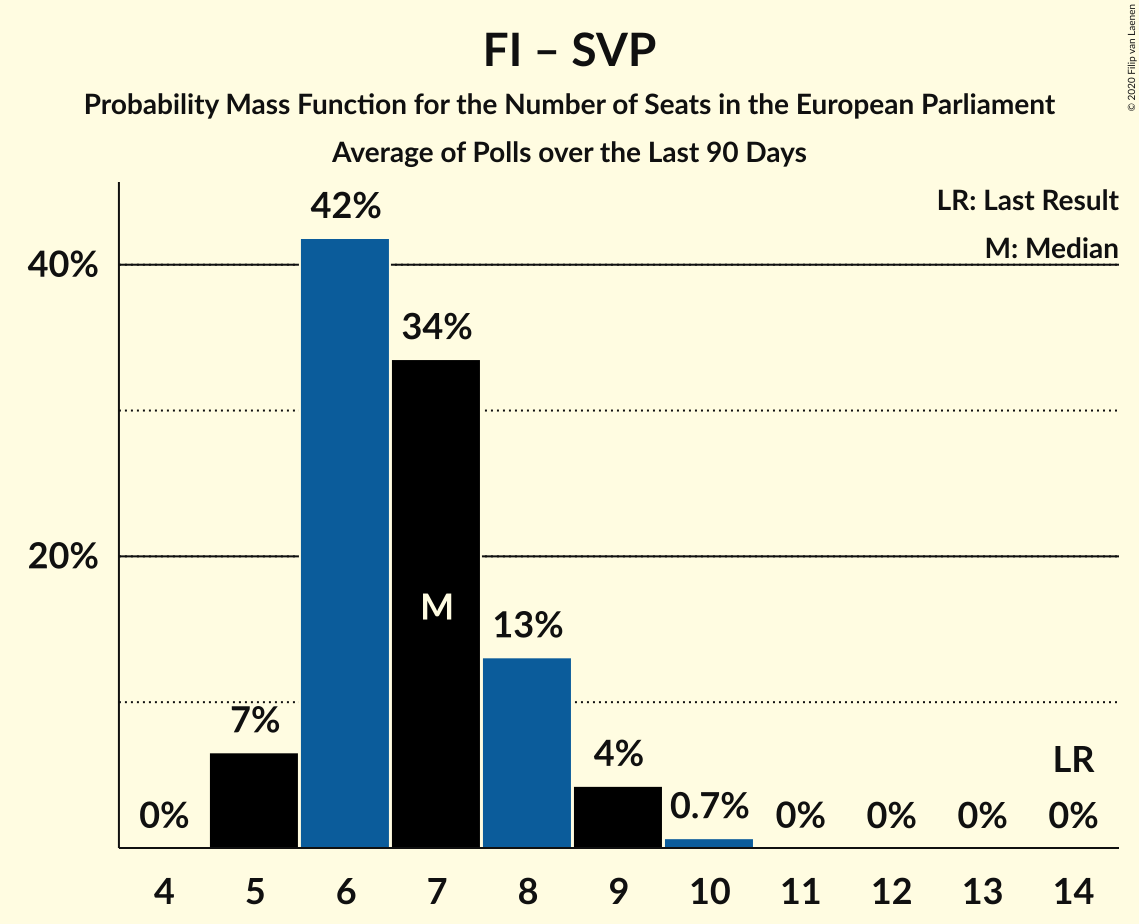 FI – SVP
Probability Mass Function for the Number of Seats in the European Parliament
Average of Polls over the Last 90 Days
© 2020 Filip van Laenen
LR: Last Result
M: Median
40%
20%
0%
7%
42%
34%
M
13%
4%
0.7%
0%
0%
0%
LR
0%
4 5 6 7 8 9 10 11 12 13 14